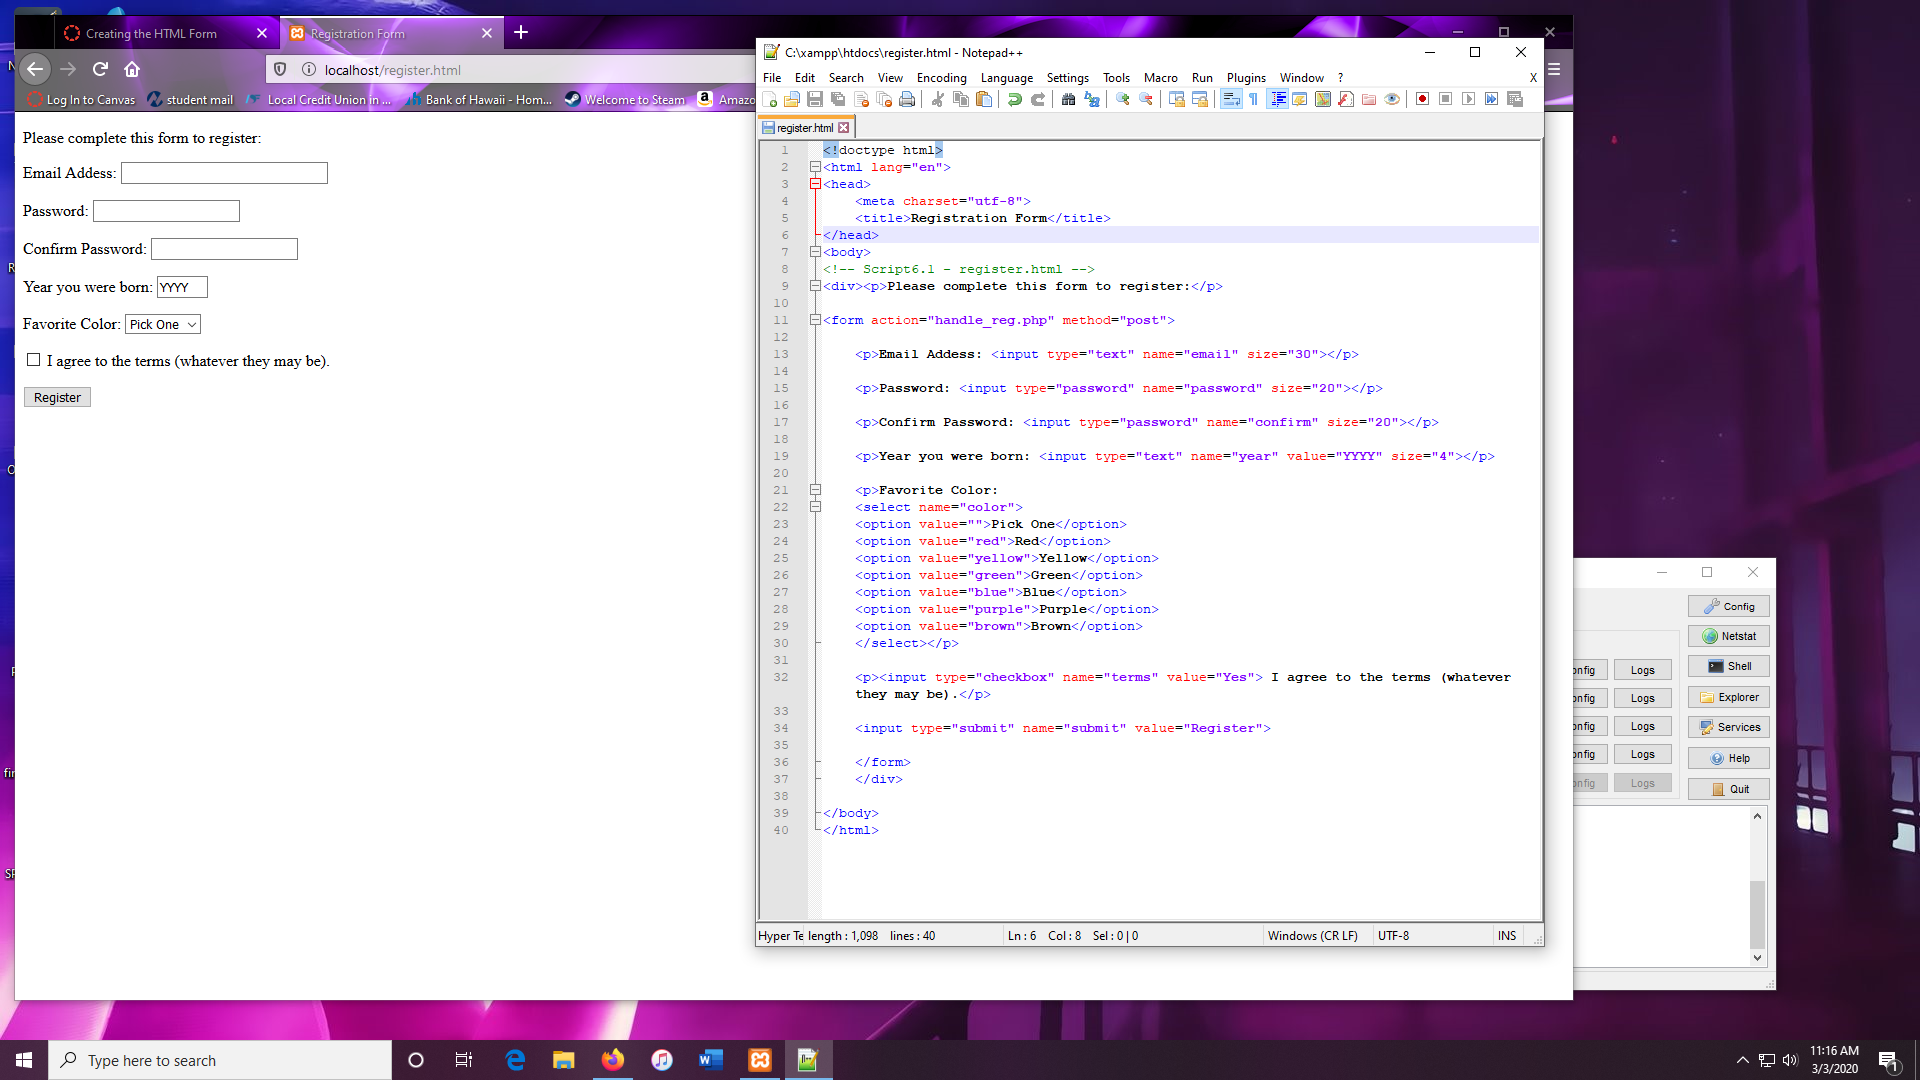 Creating the HTML Form
Registration Form
localhost/register.html
Log In to Canvas
student mail
Local Credit Union in ...
Bank of Hawaii - Hom...
Welcome to Steam
Amazo
Please complete this form to register:
Email Addess:
Password:
Confirm Password:
Year you were born: YYYY
Favorite Color: Pick One
I agree to the terms (whatever they may be).
Register
C:\xampp\htdocs\register.html - Notepad++
File Edit Search View Encoding Language Settings Tools Macro Run Plugins Window ? X
register.html
1 <!doctype html>
2 <html lang="en">
3 <head>
4 <meta charset="utf-8">
5 <title>Registration Form</title>
6 </head>
7 <body>
8 <!-- Script6.1 - register.html -->
9 <div><p>Please complete this form to register:</p>
10
11 <form action="handle_reg.php" method="post">
12
13 <p>Email Addess: <input type="text" name="email" size="30"></p>
14
15 <p>Password: <input type="password" name="password" size="20"></p>
16
17 <p>Confirm Password: <input type="password" name="confirm" size="20"></p>
18
19 <p>Year you were born: <input type="text" name="year" value="YYYY" size="4"></p>
20
21 <p>Favorite Color:
22 <select name="color">
23 <option value="">Pick One</option>
24 <option value="red">Red</option>
25 <option value="yellow">Yellow</option>
26 <option value="green">Green</option>
27 <option value="blue">Blue</option>
28 <option value="purple">Purple</option>
29 <option value="brown">Brown</option>
30 </select></p>
31
32 <p><input type="checkbox" name="terms" value="Yes"> I agree to the terms (whatever
they may be).</p>
33
34 <input type="submit" name="submit" value="Register">
35
36 </form>
37 </div>
38
39 </body>
40 </html>
Hyper Te length : 1,098 lines : 40 Ln : 6 Col : 8 Sel : 0 | 0 Windows (CR LF) UTF-8 INS
Config
Netstat
Shell
Explorer
Services
Help
Quit
onfig Logs
onfig Logs
onfig Logs
onfig Logs
onfig Logs
Type here to search
11:16 AM
3/3/2020
1